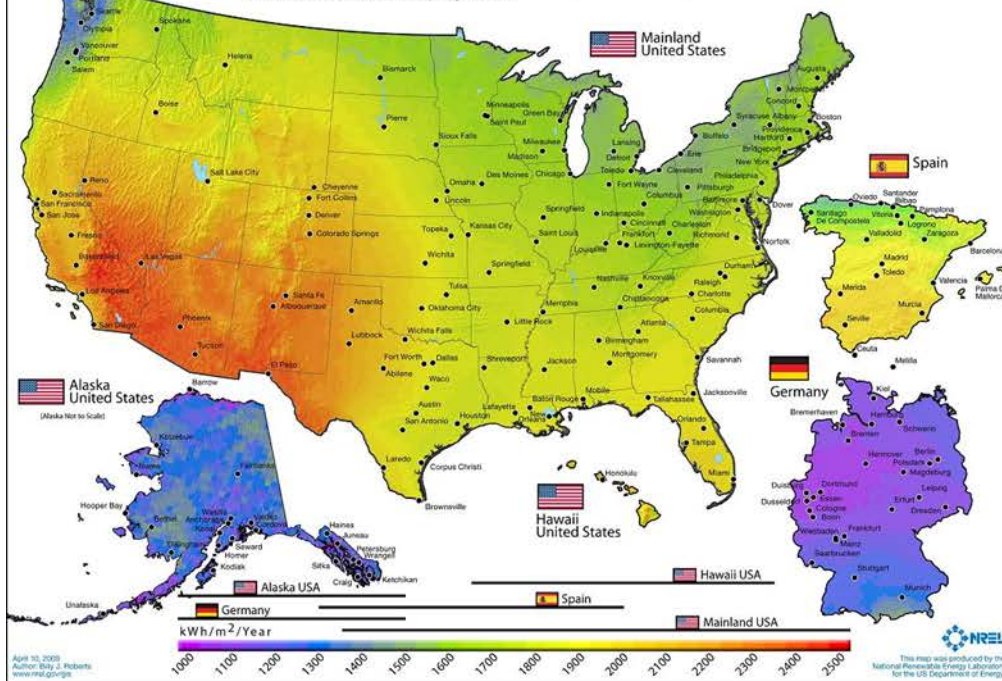 Mainland
United States
Seattle
Olympia
Spokane
Vancouver
Portland
Salem
Helena
Bismarck
Boise
Pierre
Minneapolis
Saint Paul
Green Bay
Augusta
Montpelier
Concord
Syracuse Albany
Boston
Providence
Hartford
Bridgeport
New York
Buffalo
Erie
Sioux Falls
Milwaukee
Madison
Lansing
Detroit
Chicago
Toledo
Cleveland
Philadelphia
Pittsburgh
Reno
Salt Lake City
Cheyenne
Fort Collins
Denver
Colorado Springs
Omaha
Lincoln
Des Moines
Fort Wayne
Columbus
Baltimore
Washington
Dover
Sacramento
San Francisco
San Jose
Fresno
Bakersfield
Las Vegas
Topeka
Kansas City
Springfield
Saint Louis
Indianapolis
Cincinnati
Frankfort
Charleston
Louisville
Lexington-Fayette
Richmond
Norfolk
Los Angeles
San Diego
Phoenix
Tucson
Santa Fe
Albuquerque
Amarillo
Wichita
Springfield
Tulsa
Oklahoma City
Nashville
Knoxville
Chattanooga
Durham
Raleigh
Charlotte
Columbia
Memphis
Little Rock
Lubbock
Wichita Falls
El Paso
Fort Worth
Dallas
Abilene
Shreveport
Jackson
Birmingham
Montgomery
Atlanta
Savannah
Waco
Austin
San Antonio
Houston
Lafayette
Baton Rouge
New
Orleans
Mobile
Tallahassee
Jacksonville
Orlando
Tampa
Miami
Laredo
Corpus Christi
Brownsville
Spain
Santiago
De Compostela
Oviedo
Santander
Bilbao
Vitoria
Pamplona
Logrono
Zaragoza
Valladolid
Barcelona
Madrid
Toledo
Valencia
Palma D
Mallorc
Merida
Murcia
Seville
Ceuta
Melilla
Alaska
United States
(Alaska Not to Scale)
Barrow
Kotzebue
Nome
Fairbanks
Hooper Bay
Bethel
Dillingham
Wasilla
Anchorage
Kenai
Valdez
Cordova
Seward
Homer
Kodiak
Unalaska
Haines
Juneau
Petersburg
Wrangell
Sitka
Craig
Ketchikan
Honolulu
Hawaii
United States
Germany
Kiel
Bremerhaven
Hamburg
Schwerin
Bremen
Hannover
Berlin
Potsdam
Magdeburg
Duisburg
Dortmund
Essen
Dusseldorf
Cologne
Bonn
Erfurt
Leipzig
Dresden
Wiesbaden
Frankfurt
Mainz
Saarbrucken
Stuttgart
Munich
Alaska USA
Hawaii USA
Germany
Spain
Mainland USA
kWh/m²/Year
1000 1100 1200 1300 1400 1500 1600 1700 1800 1900 2000 2100 2200 2300 2400 2500
April 10, 2009
Author: Billy J. Roberts
www.nrel.gov/gis
NREL
This map was produced by the
National Renewable Energy Laborator
for the US Department of Energ